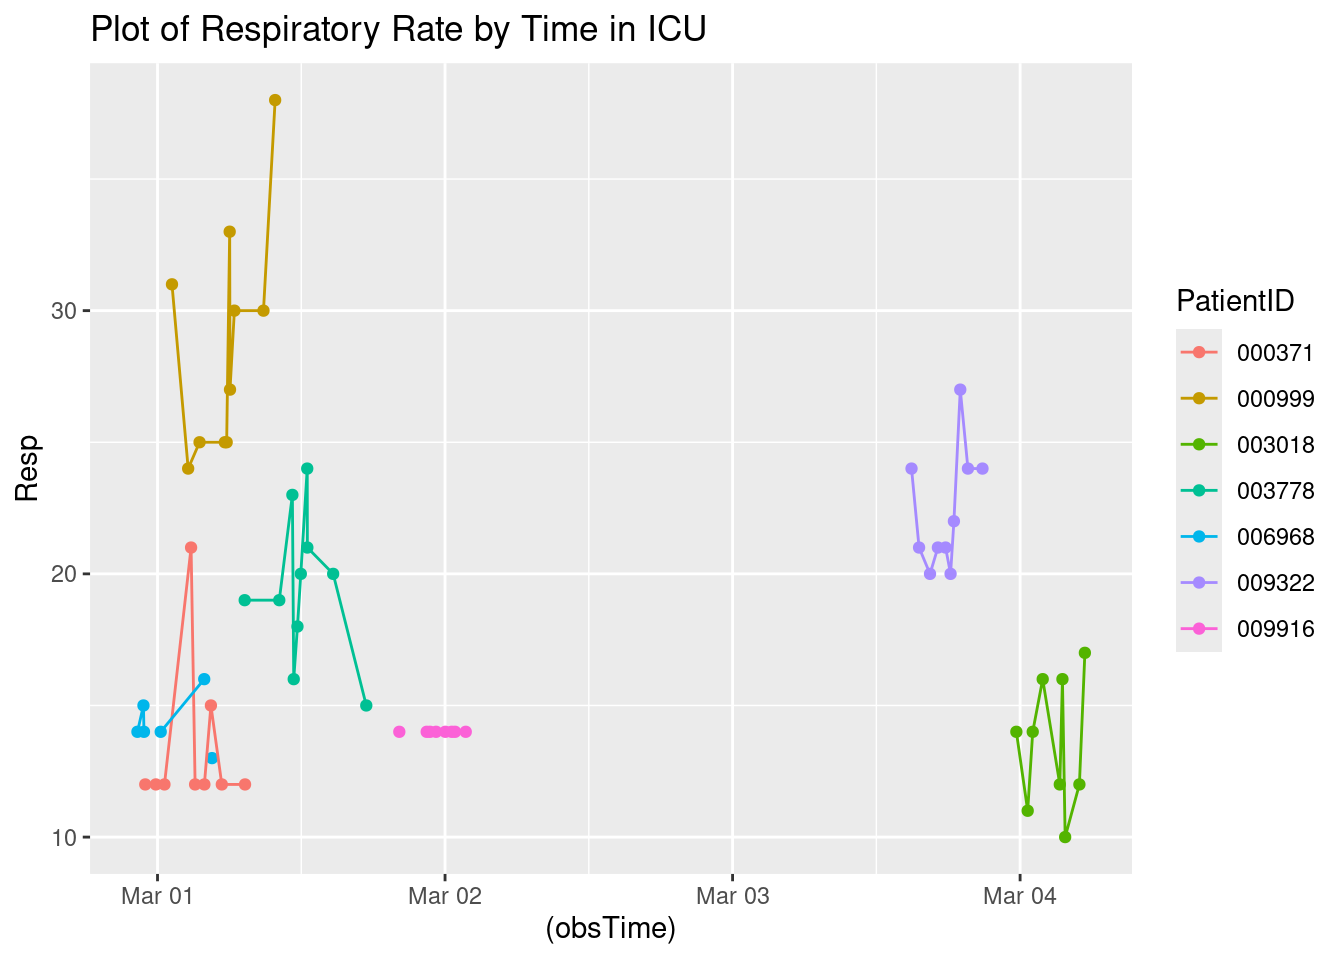 Plot of Respiratory Rate by Time in ICU
Resp
30
20
10
Mar 01
Mar 02
Mar 03
Mar 04
(obsTime)
PatientID
000371
000999
003018
003778
006968
009322
009916